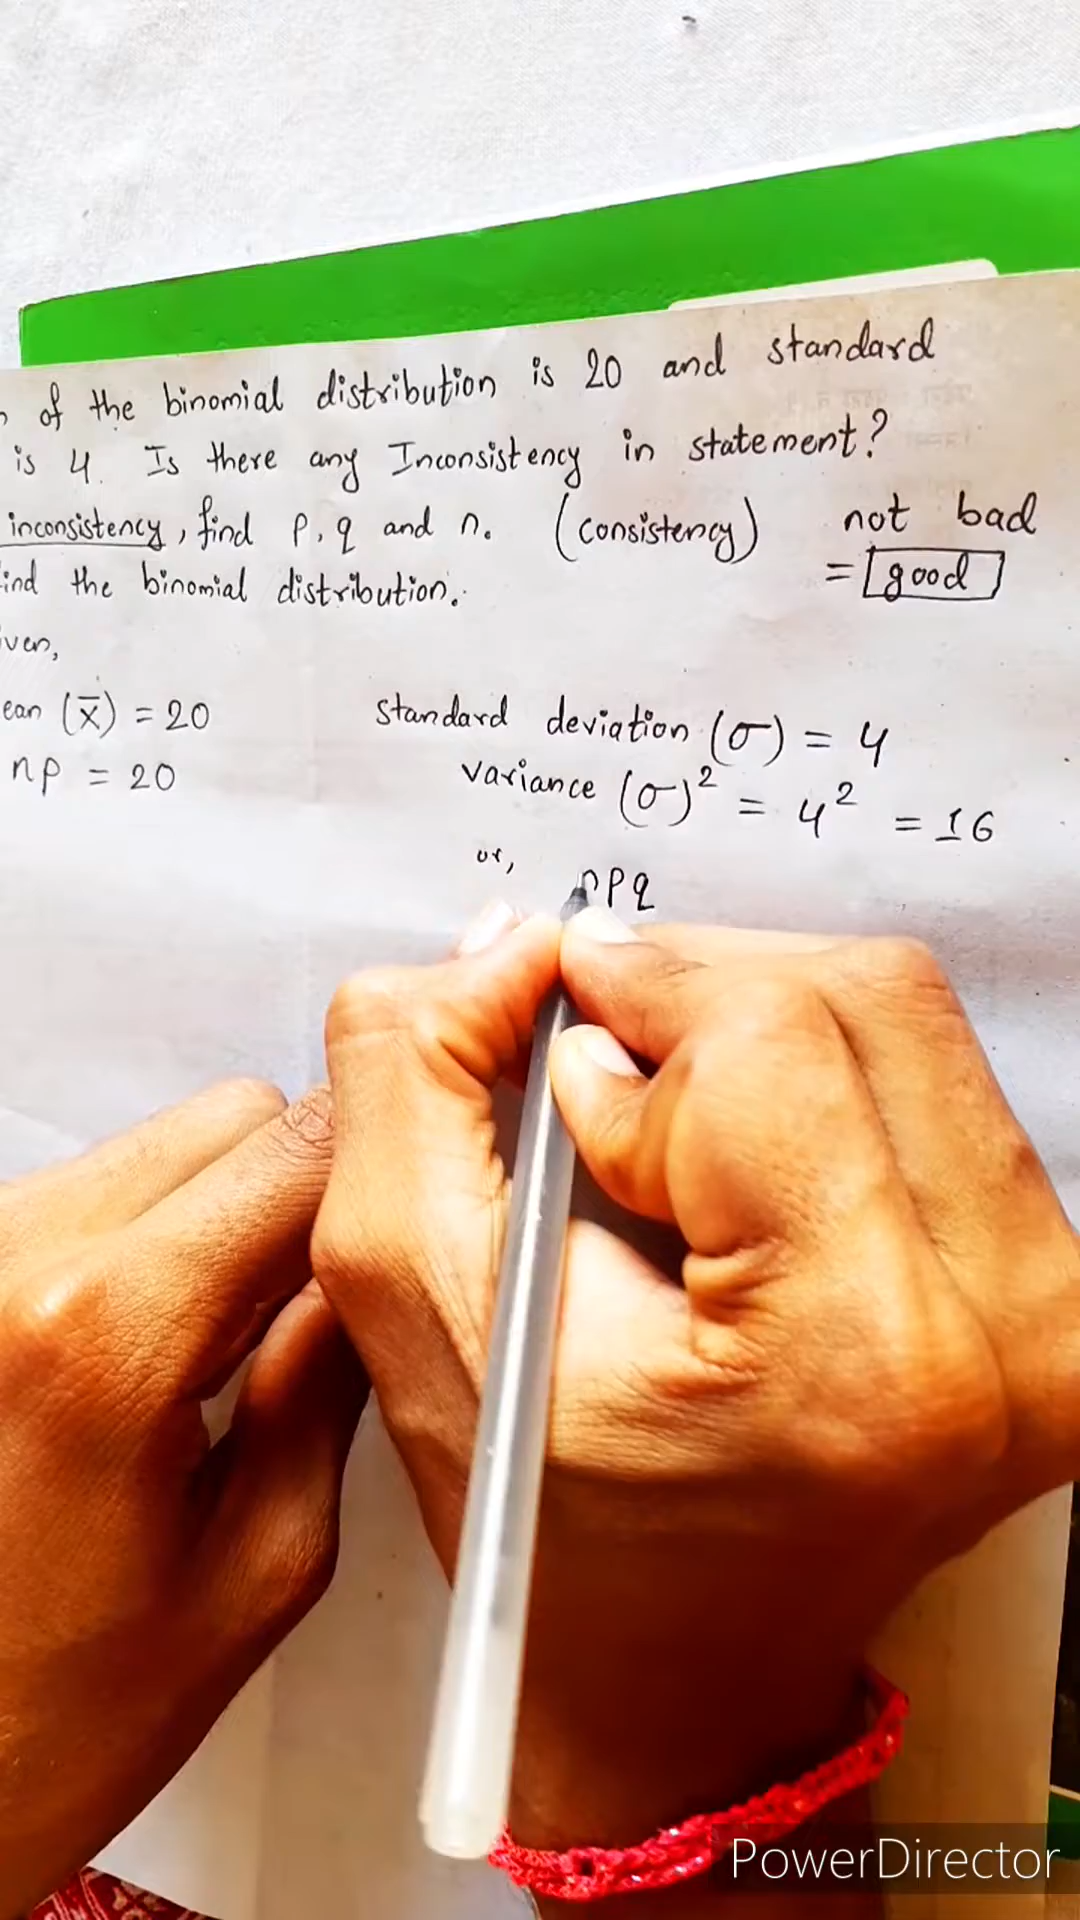 of the binomial distribution is 20 and standard
is 4. Is there any Inconsistency in statement?
inconsistency, find p, q and n. (consistency) not bad
= good
ind the binomial distribution.
iven,
ean (x̄) = 20 standard deviation (σ) = 4
np = 20 variance (σ)² = 4² = 16
or, npq
PowerDirector